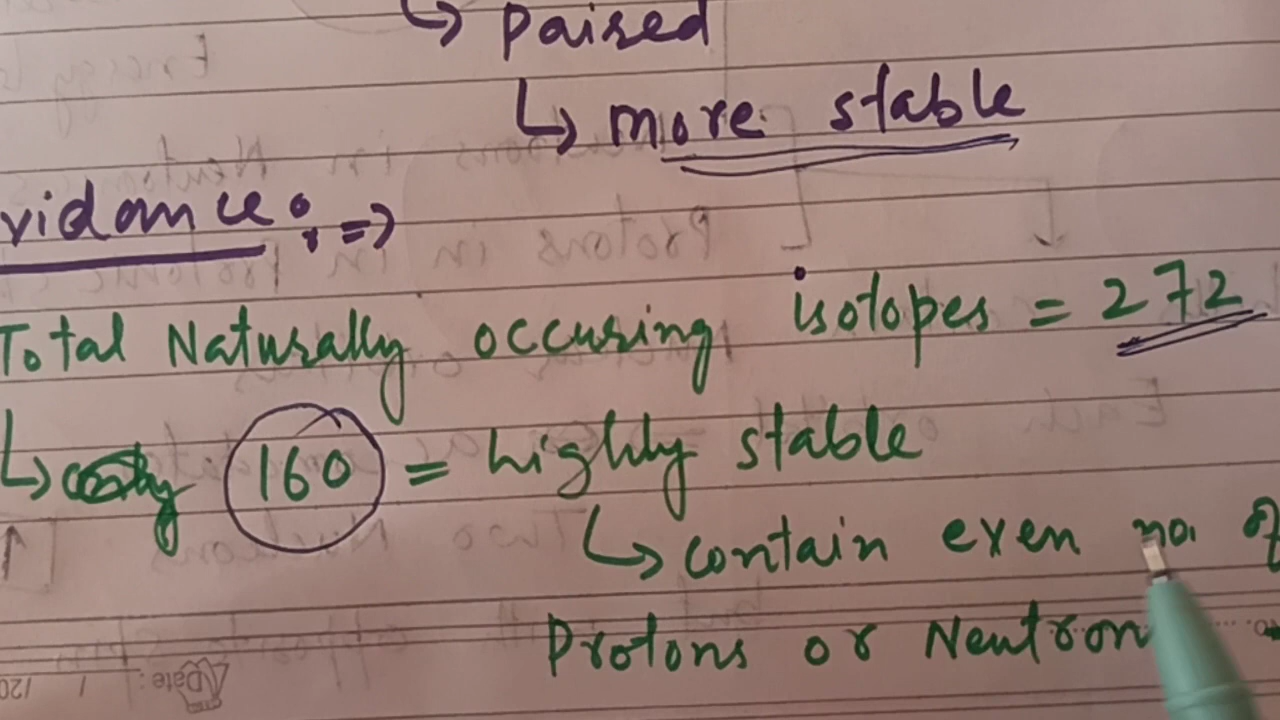 ↳ Paired
↳ more stable
vidance :⇒
Total Naturally occuring isotopes = 272
↳ 160 = highly stable
↳ contain even no. of
Protons or Neutron